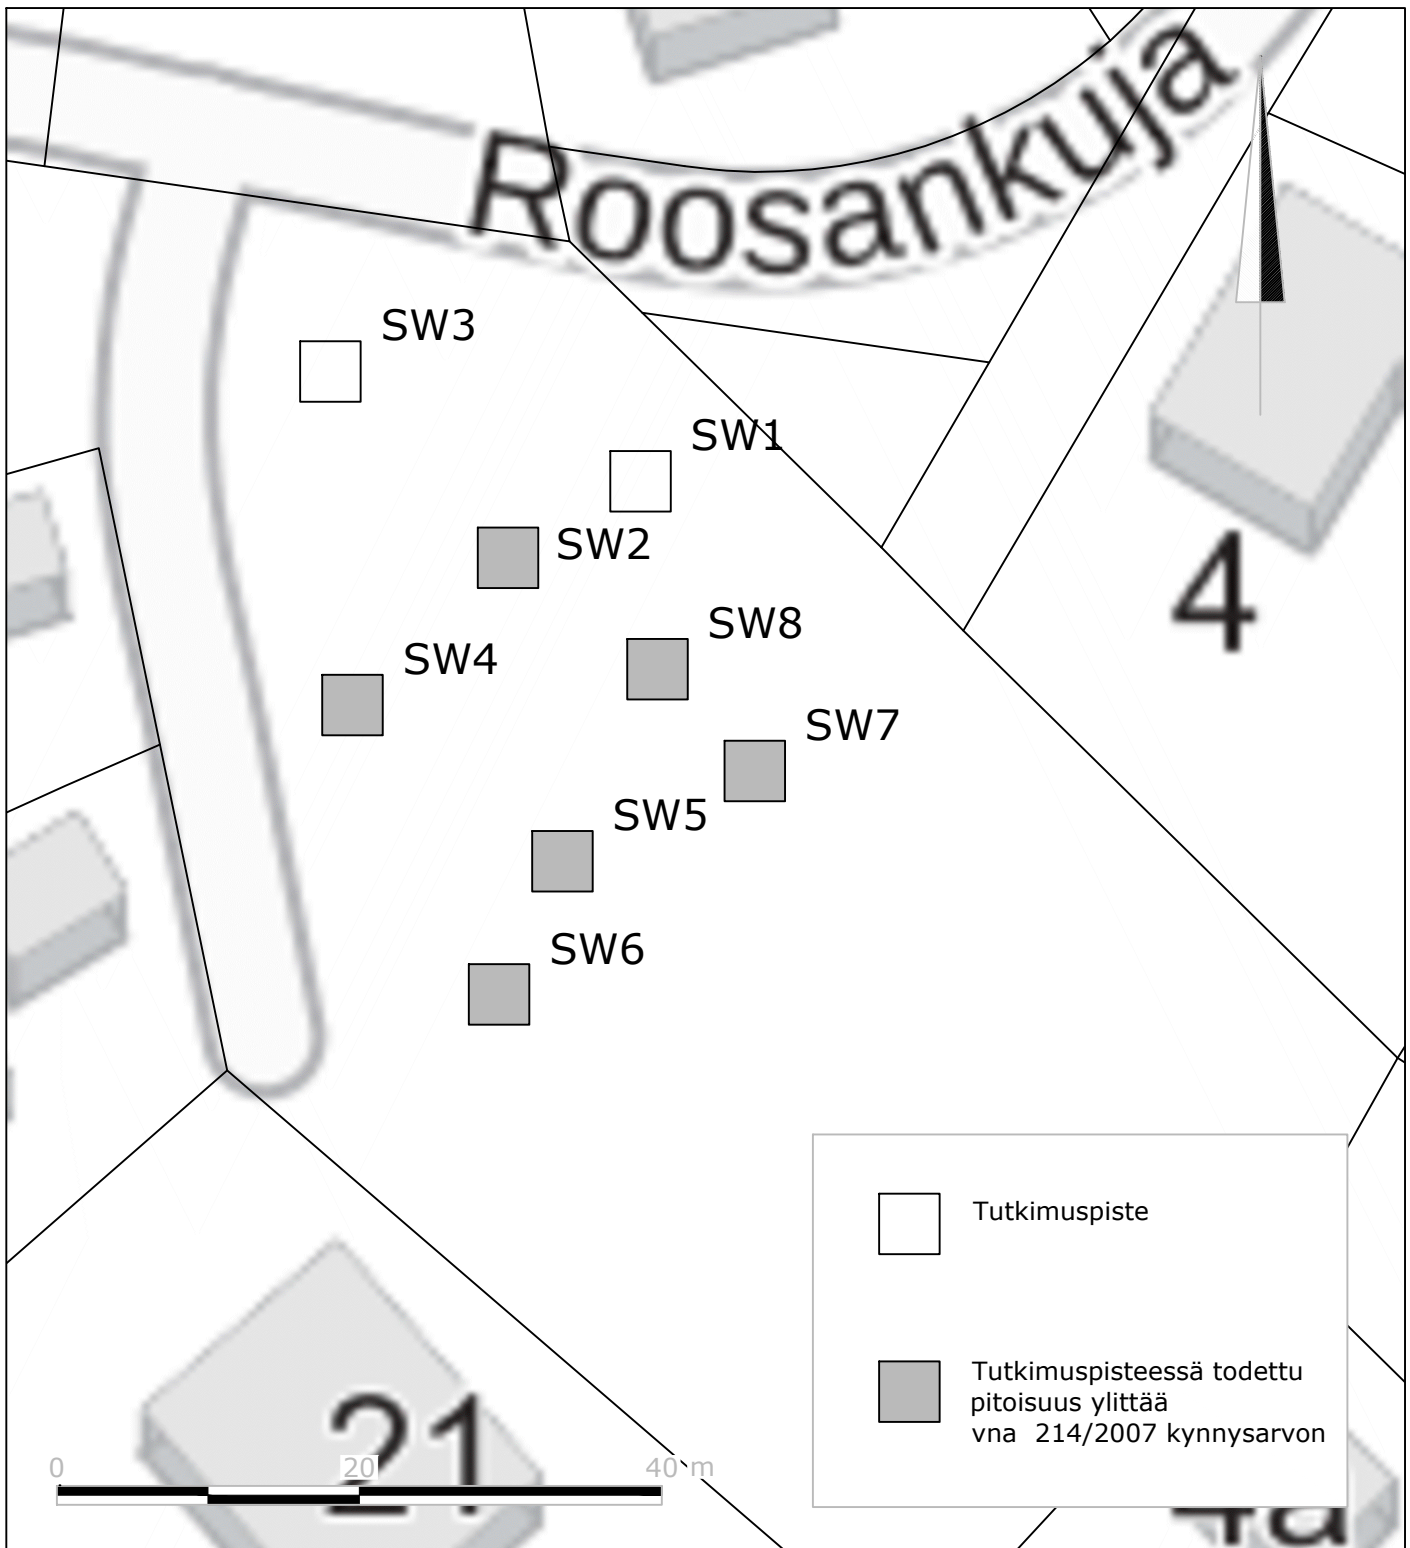 Roosankuja
SW3
SW1
SW2
SW8
SW4
4
SW7
SW5
SW6
Tutkimuspiste
Tutkimuspisteessä todettu
pitoisuus ylittää
vna 214/2007 kynnysarvon
21
0 20 40 m
4a